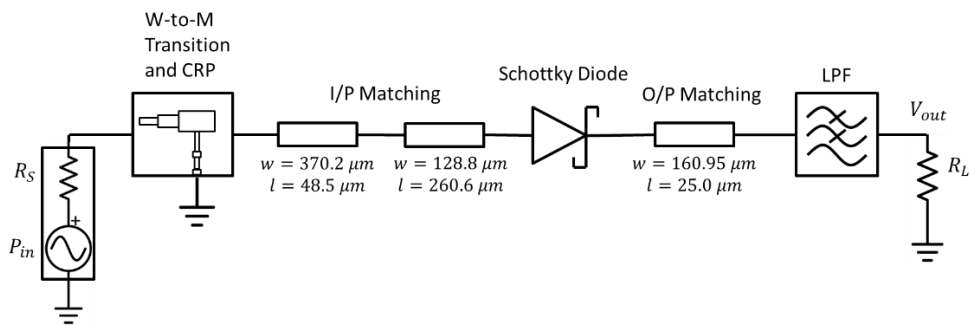 W-to-M
Transition
and CRP
I/P Matching
Schottky Diode
O/P Matching
LPF
V_out
R_S
+
P_in
w = 370.2 μm
l = 48.5 μm
w = 128.8 μm
l = 260.6 μm
w = 160.95 μm
l = 25.0 μm
R_L